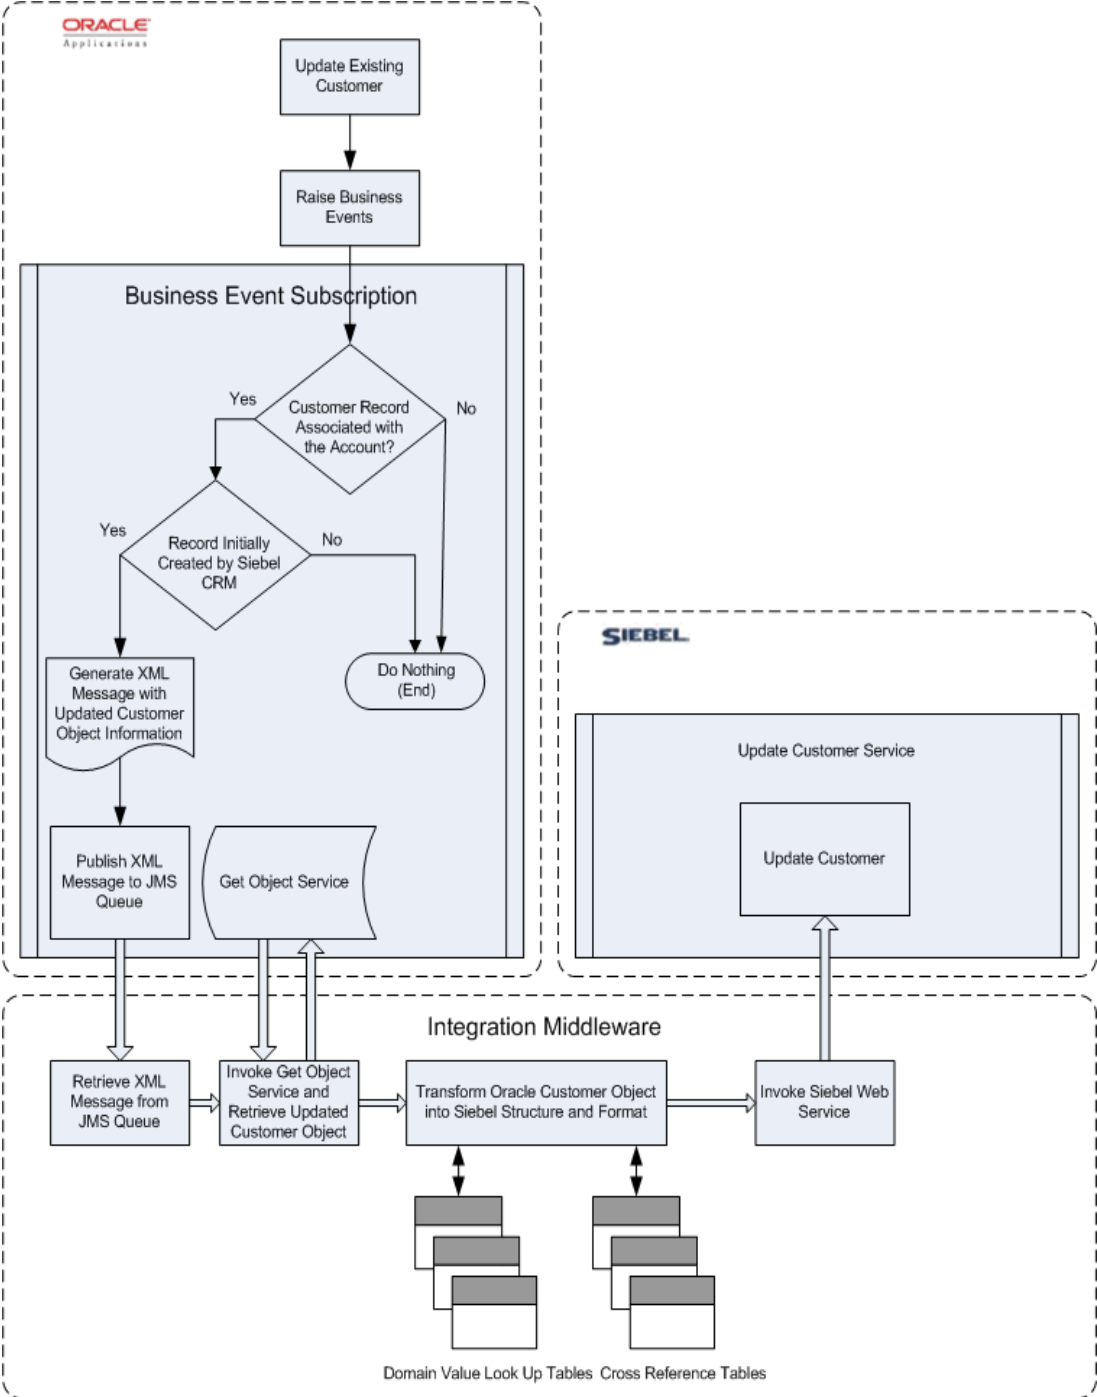 ORACLE
Applications
Update Existing
Customer
Raise Business
Events
Business Event Subscription
Yes
Customer Record
Associated with
the Account?
No
Yes
Record Initially
Created by Siebel
CRM
No
Generate XML
Message with
Updated Customer
Object Information
Do Nothing
(End)
Publish XML
Message to JMS
Queue
Get Object Service
SIEBEL
Update Customer Service
Update Customer
Integration Middleware
Retrieve XML
Message from
JMS Queue
Invoke Get Object
Service and
Retrieve Updated
Customer Object
Transform Oracle Customer Object
into Siebel Structure and Format
Invoke Siebel Web
Service
Domain Value Look Up Tables
Cross Reference Tables